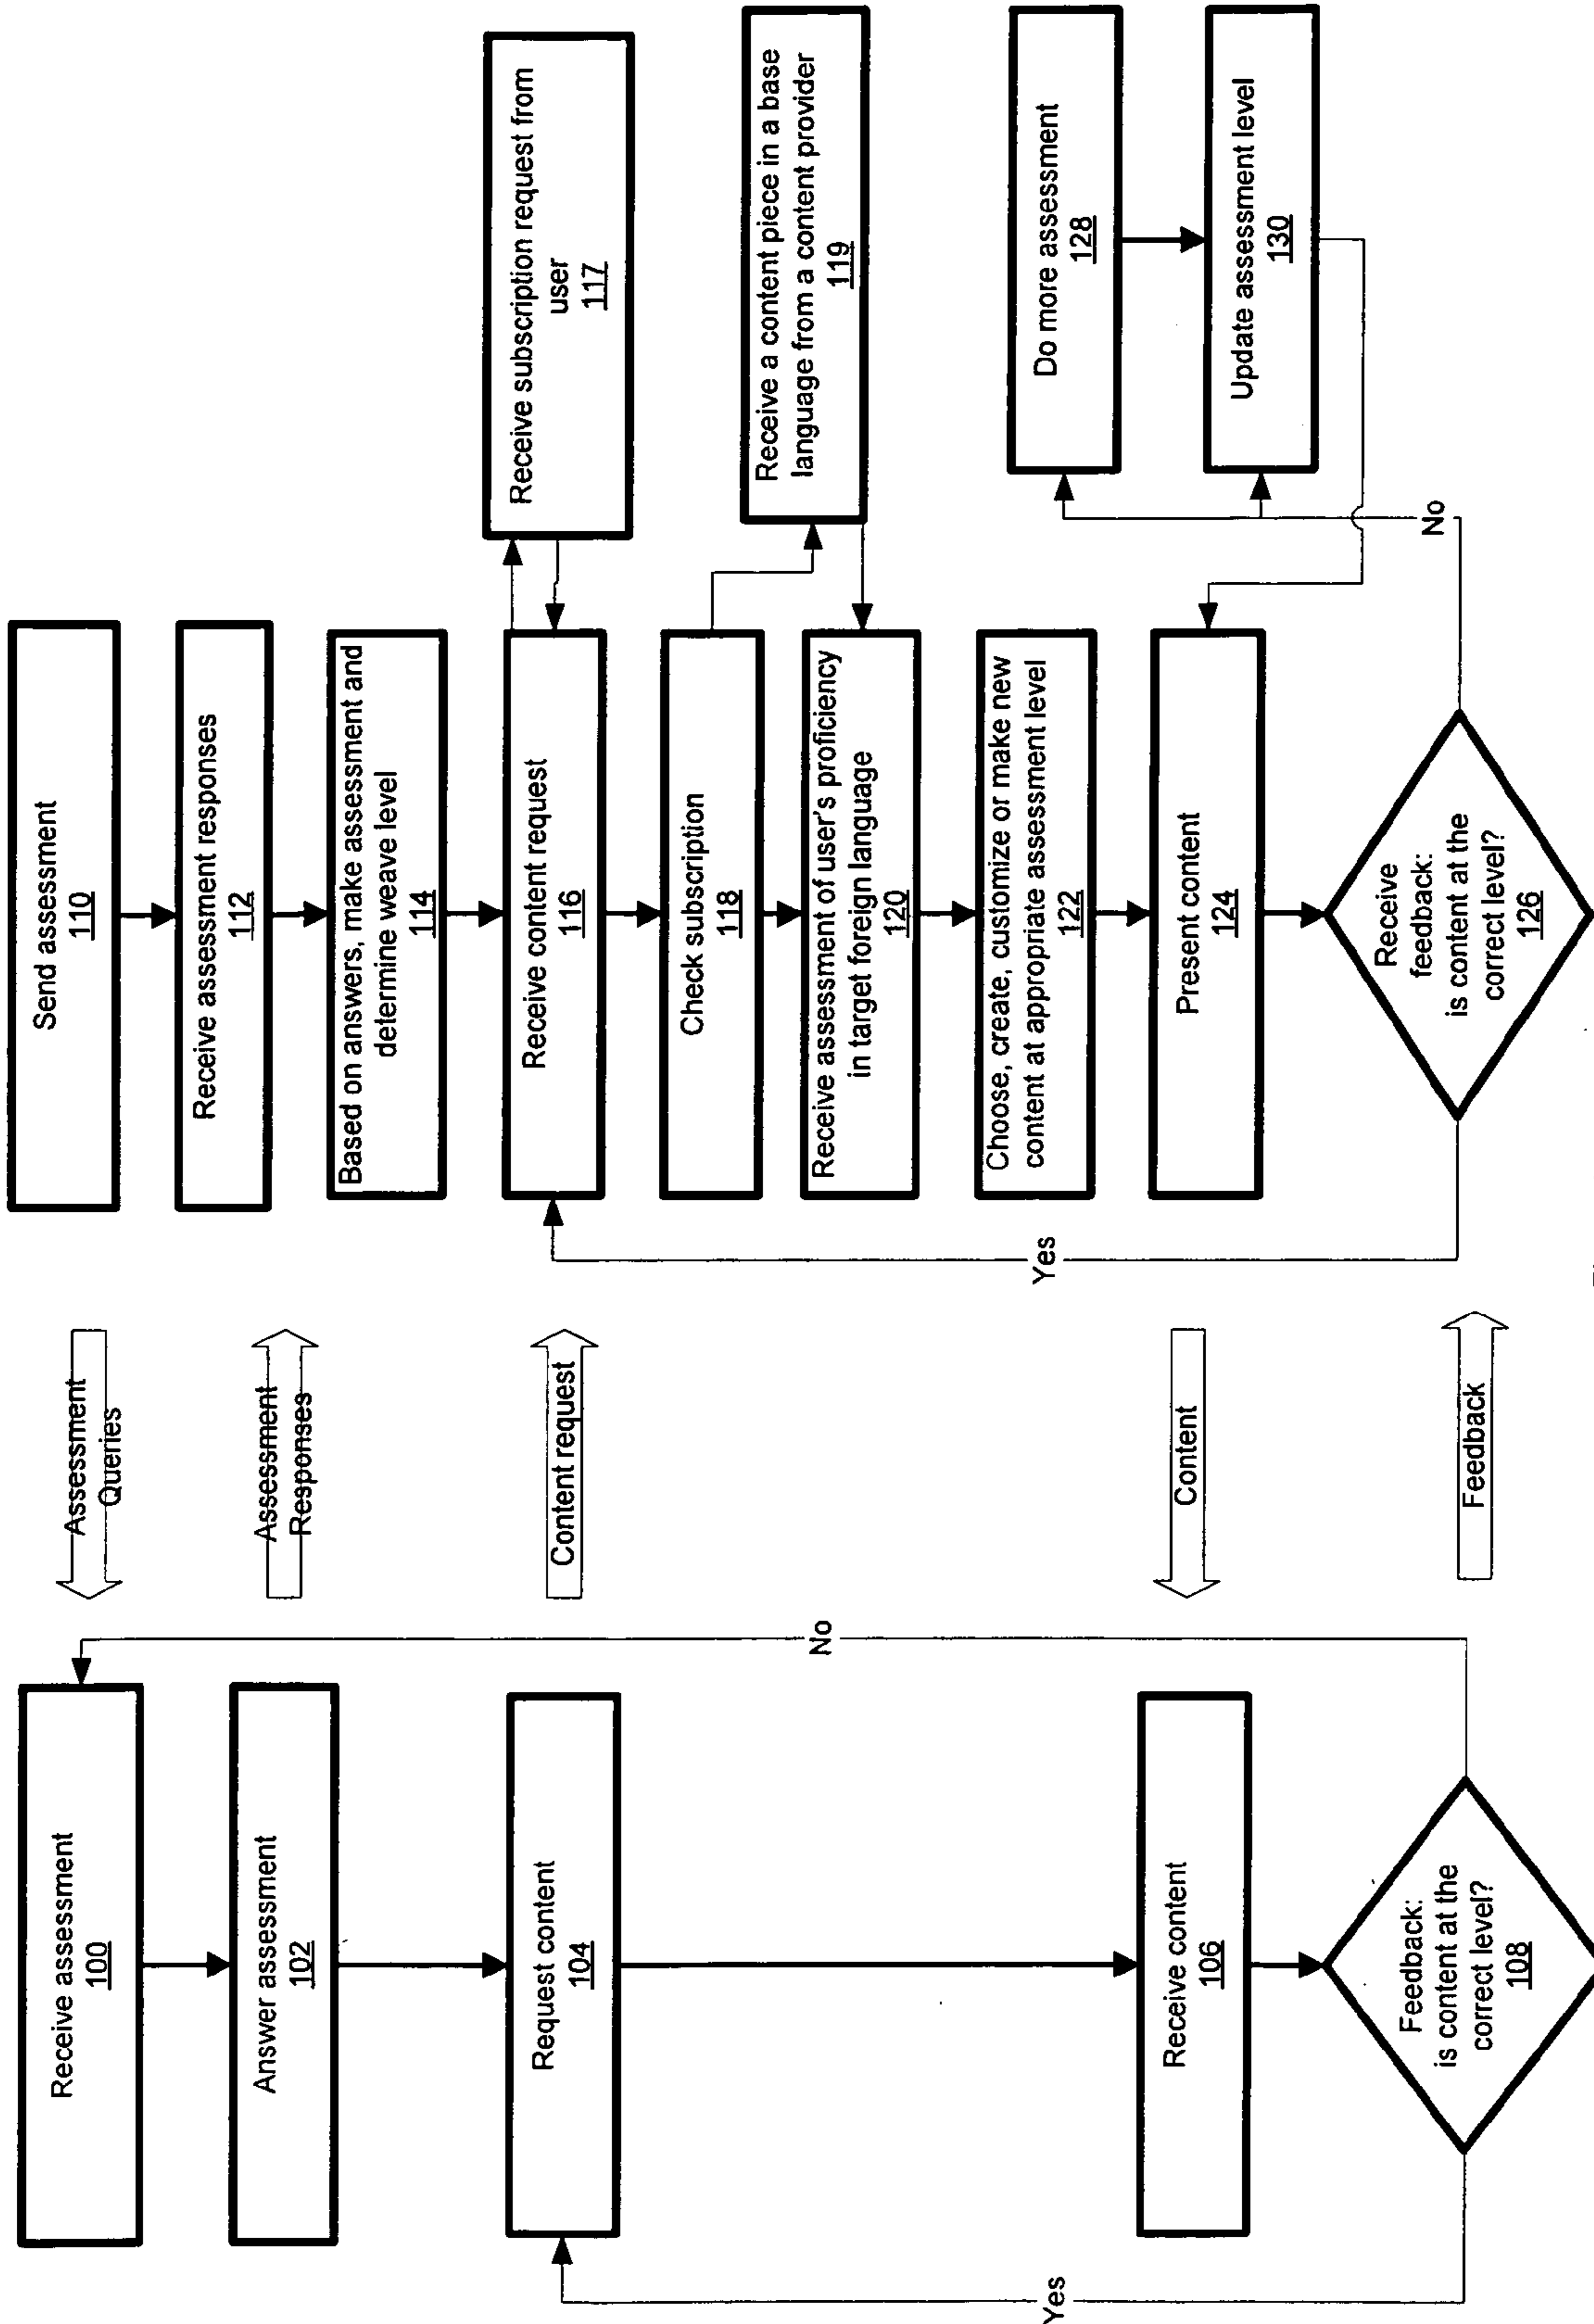 Receive assessment
100
Answer assessment
102
Request content
104
Receive content
106
Feedback:
is content at the
correct level?
108
Yes
No
Assessment
Queries
Assessment
Responses
Content request
Content
Feedback
Send assessment
110
Receive assessment responses
112
Based on answers, make assessment and
determine weave level
114
Receive content request
116
Check subscription
118
Receive assessment of user's proficiency
in target foreign language
120
Choose, create, customize or make new
content at appropriate assessment level
122
Present content
124
Receive
feedback:
is content at the
correct level?
126
Yes
No
Receive subscription request from
user
117
Receive a content piece in a base
language from a content provider
119
Do more assessment
128
Update assessment level
130